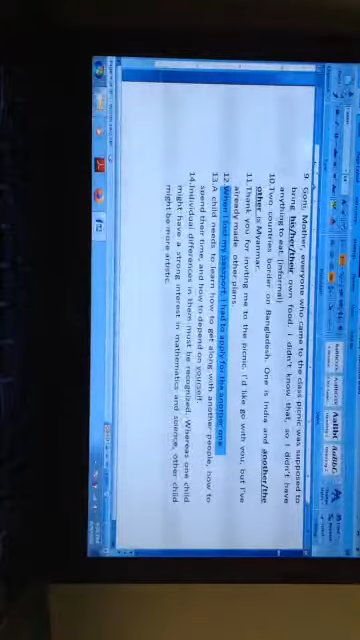 9. Goni, Mother, everyone who came to the class picnic was supposed to
bring his/her/their own food. I didn't know that, so I didn't have
anything to eat. (informal)
10. Two countries border on Bangladesh. One is India and another/the
other is Myanmar.
11. Thank you for inviting me to the picnic. I'd like go with you, but I've
already made other plans.
12. When I lost my passport, I had to apply for the another one.
13. A child needs to learn how to get along with another people, how to
spend their time, and how to depend on yourself.
14. Individual differences in them must be recognized. Whereas one child
might have a strong interest in mathematics and science, other child
might be more artistic.